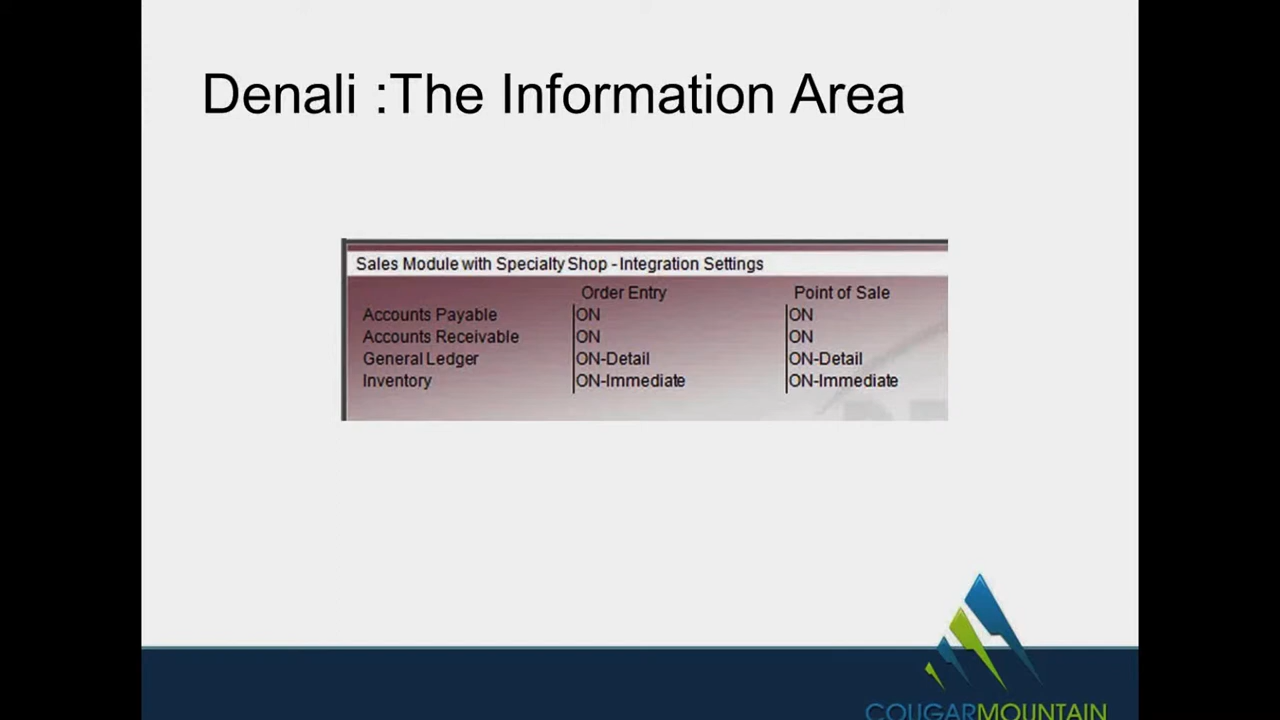 Denali :The Information Area
Sales Module with Specialty Shop - Integration Settings
Order Entry Point of Sale
Accounts Payable ON ON
Accounts Receivable ON ON
General Ledger ON-Detail ON-Detail
Inventory ON-Immediate ON-Immediate
COUGARMOUNTAIN